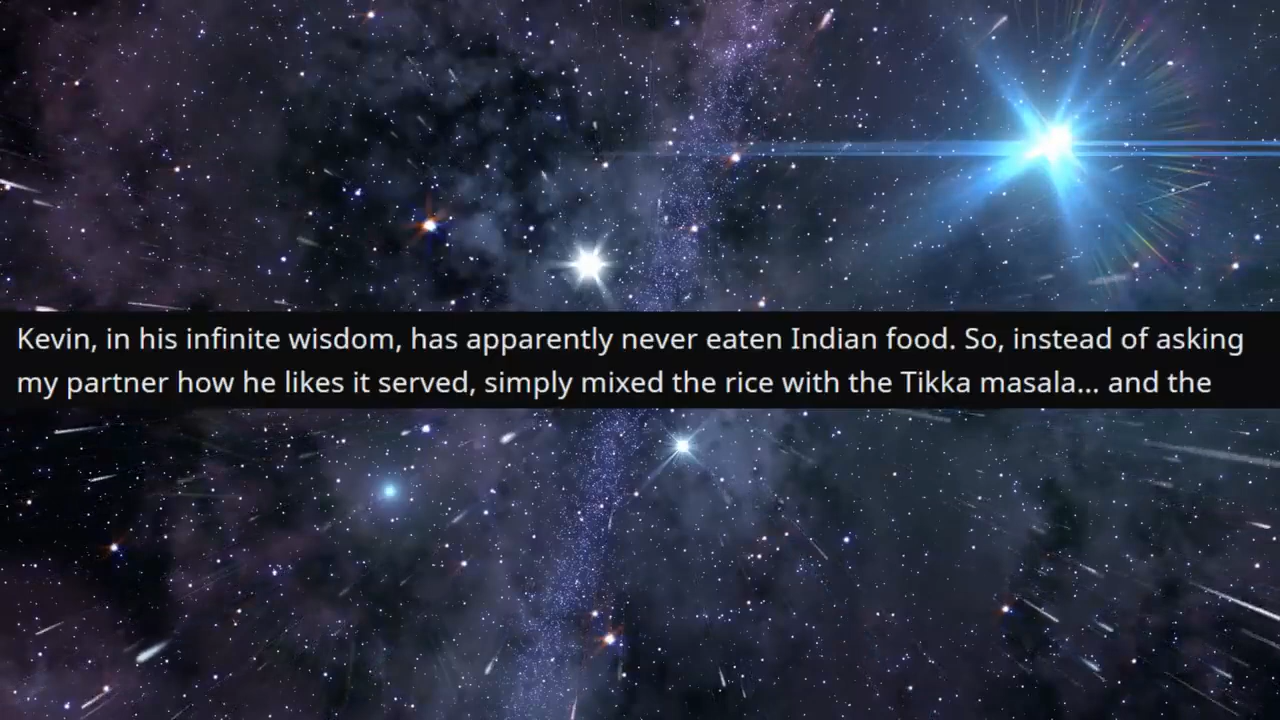 Kevin, in his infinite wisdom, has apparently never eaten Indian food. So, instead of asking
my partner how he likes it served, simply mixed the rice with the Tikka masala... and the